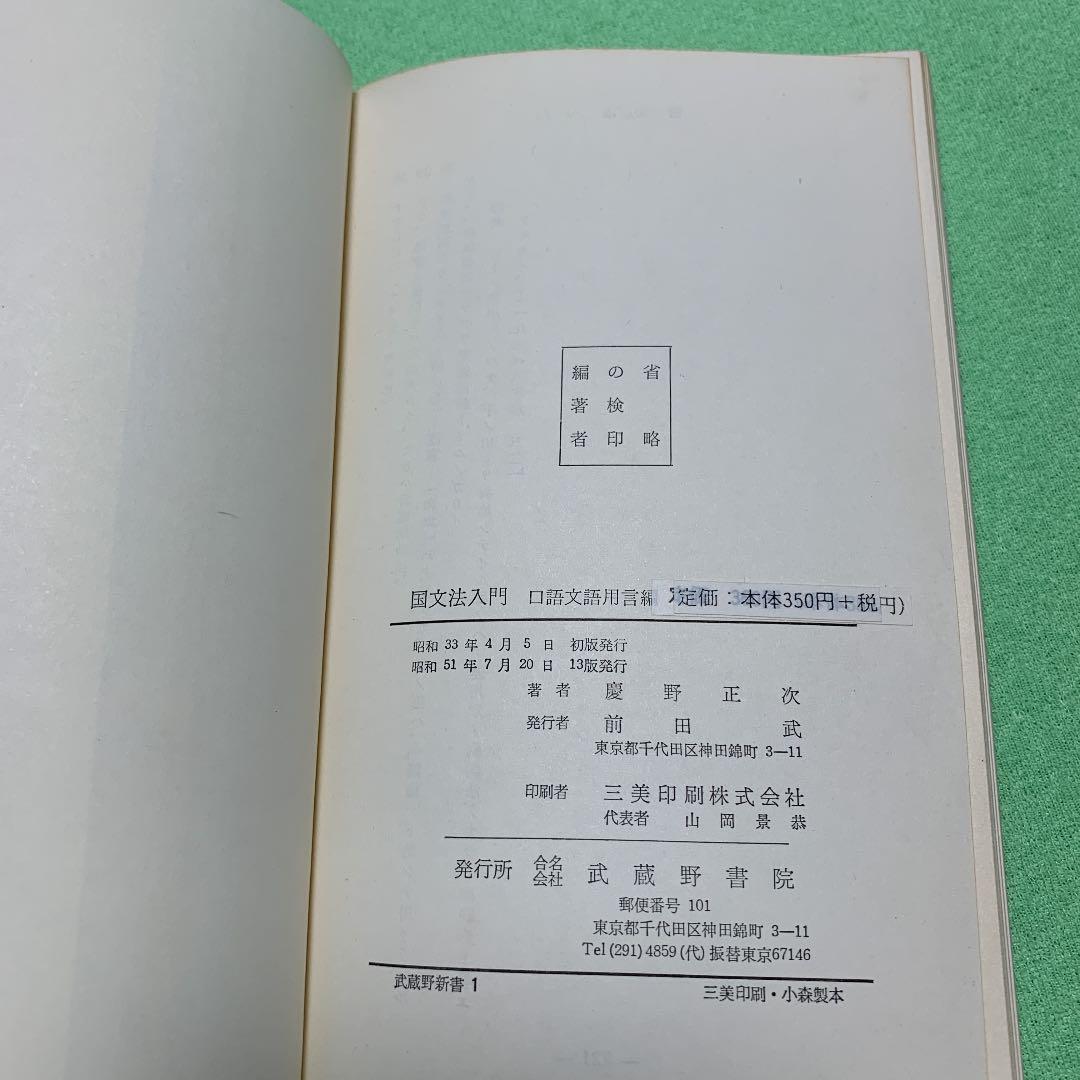 編著者
の検印
省略
国文法入門 口語文語用言編
定価：本体350円＋税
円)
昭和33年4月5日 初版発行
昭和51年7月20日 13版発行
著者 慶野正次
発行者 前田武
東京都千代田区神田錦町3―11
印刷者 三美印刷株式会社
代表者 山岡景恭
発行所 合名会社 武蔵野書院
郵便番号 101
東京都千代田区神田錦町3―11
Tel (291) 4859 (代) 振替東京67146
武蔵野新書 1
三美印刷・小森製本